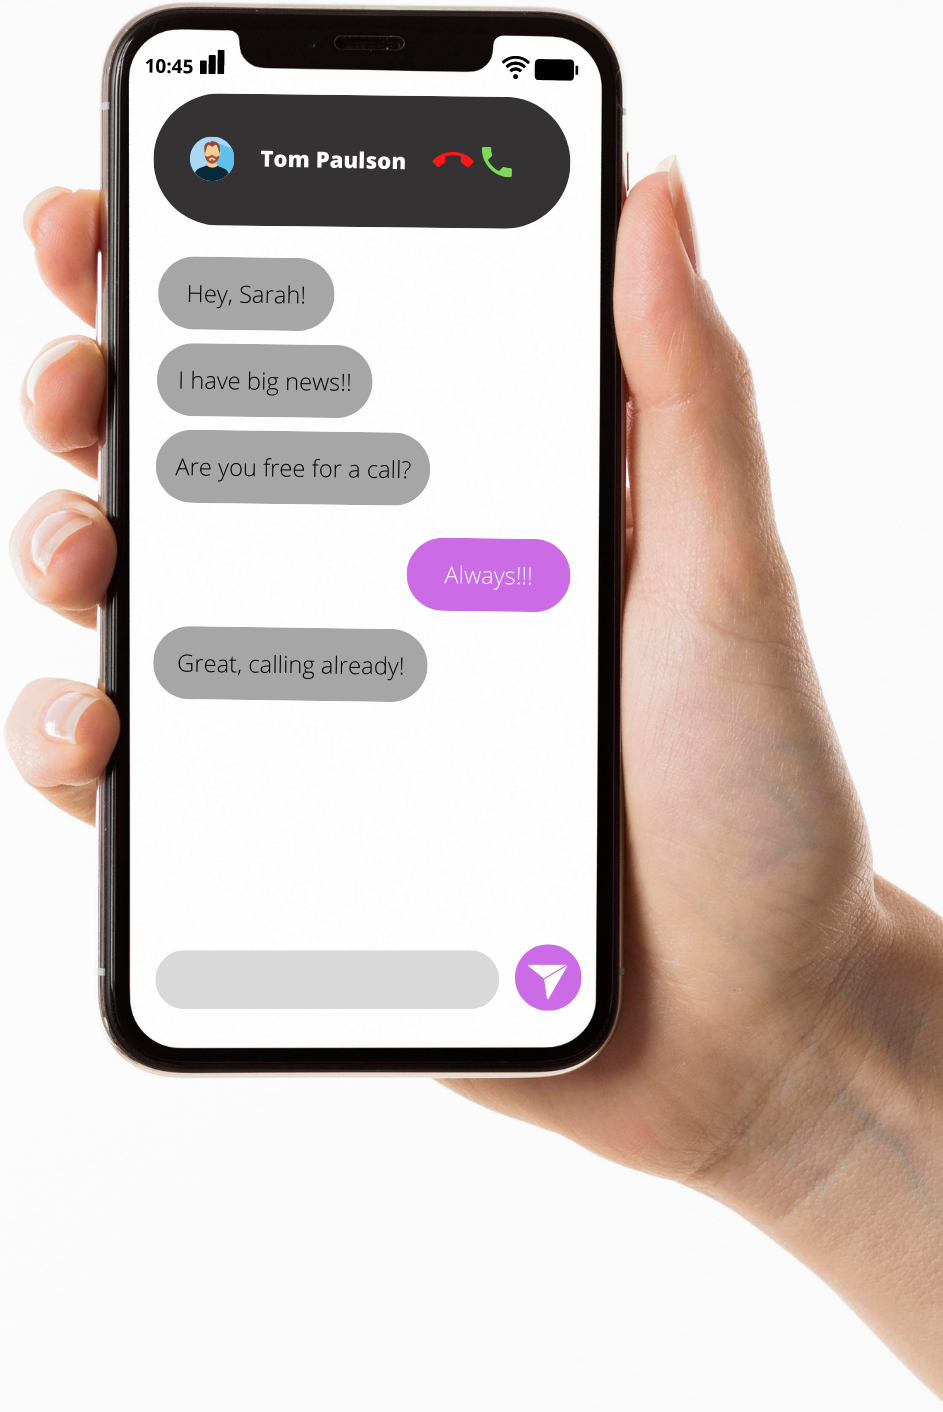 10:45
Tom Paulson
Hey, Sarah!
I have big news!!
Are you free for a call?
Always!!!
Great, calling already!